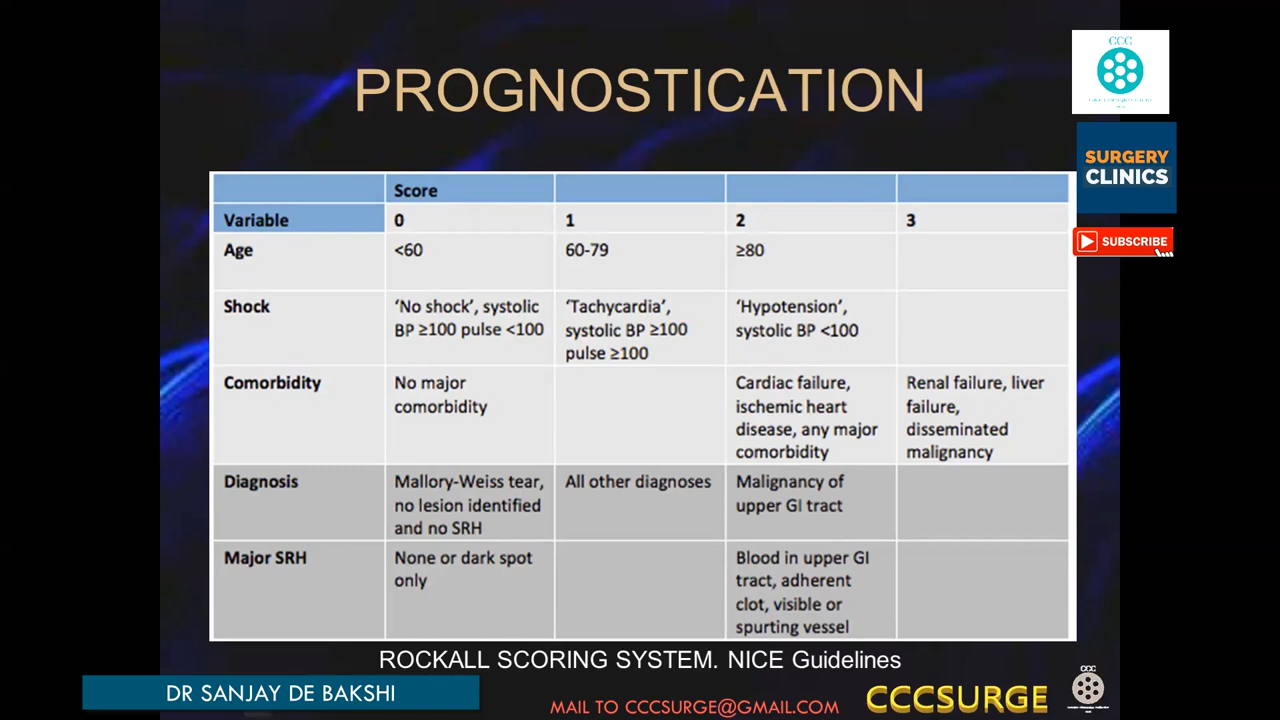 PROGNOSTICATION
CCC
SURGERY
CLINICS
SUBSCRIBE
Score
Variable 0 1 2 3
Age <60 60-79 ≥80
Shock ‘No shock’, systolic BP ≥100 pulse <100 ‘Tachycardia’, systolic BP ≥100 pulse ≥100 ‘Hypotension’, systolic BP <100
Comorbidity No major comorbidity Cardiac failure, ischemic heart disease, any major comorbidity Renal failure, liver failure, disseminated malignancy
Diagnosis Mallory-Weiss tear, no lesion identified and no SRH All other diagnoses Malignancy of upper GI tract
Major SRH None or dark spot only Blood in upper GI tract, adherent clot, visible or spurting vessel
ROCKALL SCORING SYSTEM. NICE Guidelines
DR SANJAY DE BAKSHI
MAIL TO CCCSURGE@GMAIL.COM
CCCSURGE
CCC